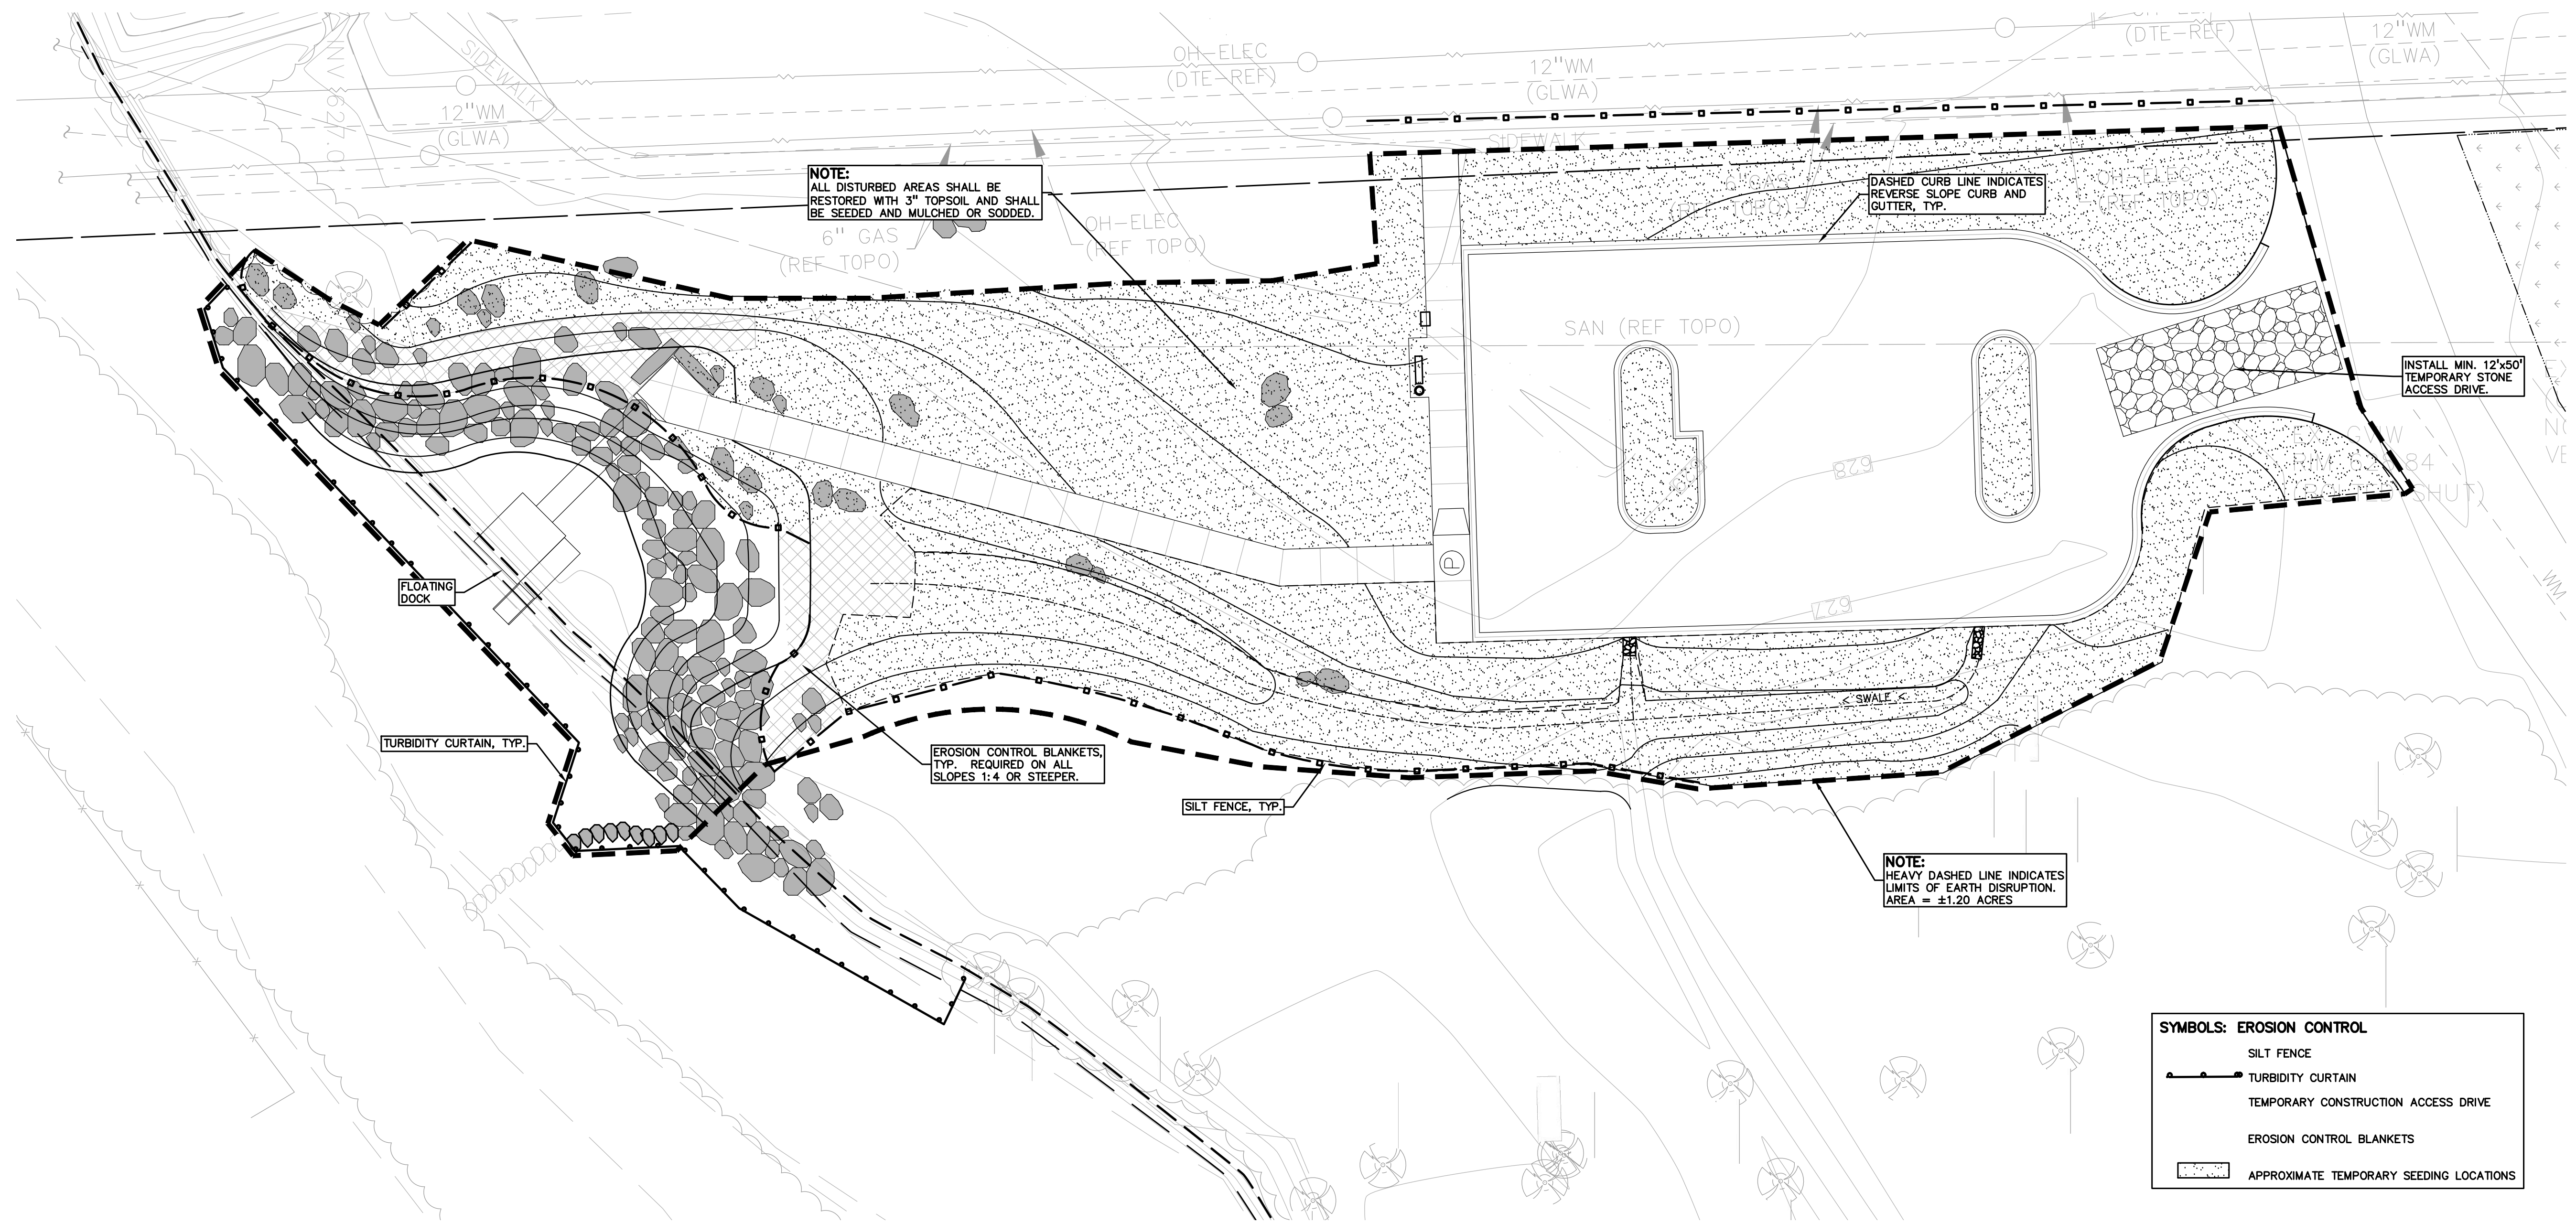 SIDEWALK
OH-ELEC
(DTE-REF)
12"WM
(GLWA)
(DTE-REF)
12"WM
(GLWA)
12"WM
(GLWA)
SIDEWALK
NOTE:
ALL DISTURBED AREAS SHALL BE
RESTORED WITH 3" TOPSOIL AND SHALL
BE SEEDED AND MULCHED OR SODDED.
DASHED CURB LINE INDICATES
REVERSE SLOPE CURB AND
GUTTER, TYP.
OH-ELEC
(REF TOPO)
6" GAS
(REF TOPO)
OH-ELEC
(REF TOPO)
SAN (REF TOPO)
INSTALL MIN. 12'x50'
TEMPORARY STONE
ACCESS DRIVE.
628
P
627
FLOATING
DOCK
< SWALE <
TURBIDITY CURTAIN, TYP.
EROSION CONTROL BLANKETS,
TYP. REQUIRED ON ALL
SLOPES 1:4 OR STEEPER.
SILT FENCE, TYP.
WM
NOTE:
HEAVY DASHED LINE INDICATES
LIMITS OF EARTH DISRUPTION.
AREA = ±1.20 ACRES
SYMBOLS: EROSION CONTROL
SILT FENCE
TURBIDITY CURTAIN
TEMPORARY CONSTRUCTION ACCESS DRIVE
EROSION CONTROL BLANKETS
APPROXIMATE TEMPORARY SEEDING LOCATIONS